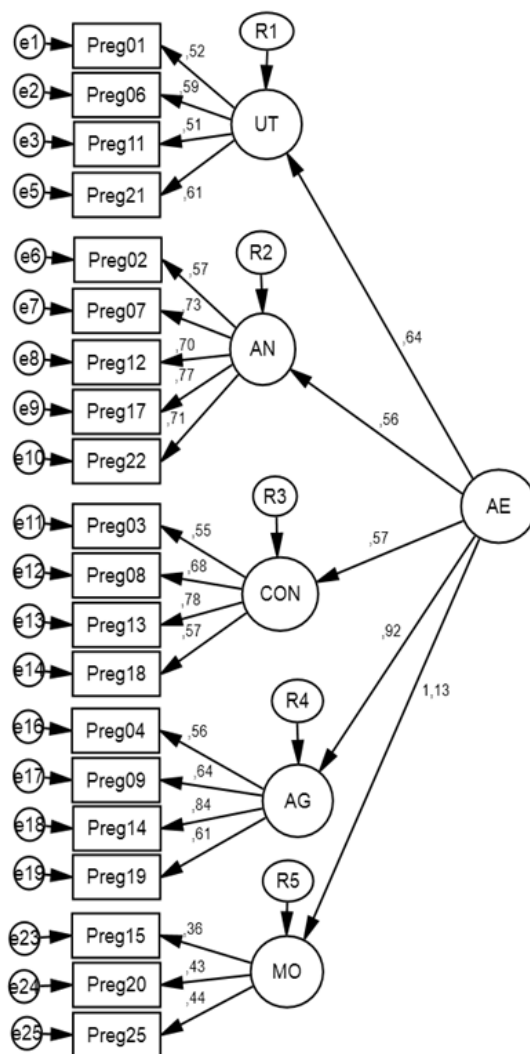 e1 Preg01 ,52 R1
e2 Preg06 ,59 UT
e3 Preg11 ,51
e5 Preg21 ,61
e6 Preg02 ,57 R2
e7 Preg07 ,73 AN
e8 Preg12 ,70
e9 Preg17 ,77
e10 Preg22 ,71
,64
,56
AE
e11 Preg03 ,55 R3
e12 Preg08 ,68 CON ,57
e13 Preg13 ,78
e14 Preg18 ,57
,92
1,13
e16 Preg04 ,56 R4
e17 Preg09 ,64 AG
e18 Preg14 ,84
e19 Preg19 ,61
e23 Preg15 ,36 R5
e24 Preg20 ,43 MO
e25 Preg25 ,44